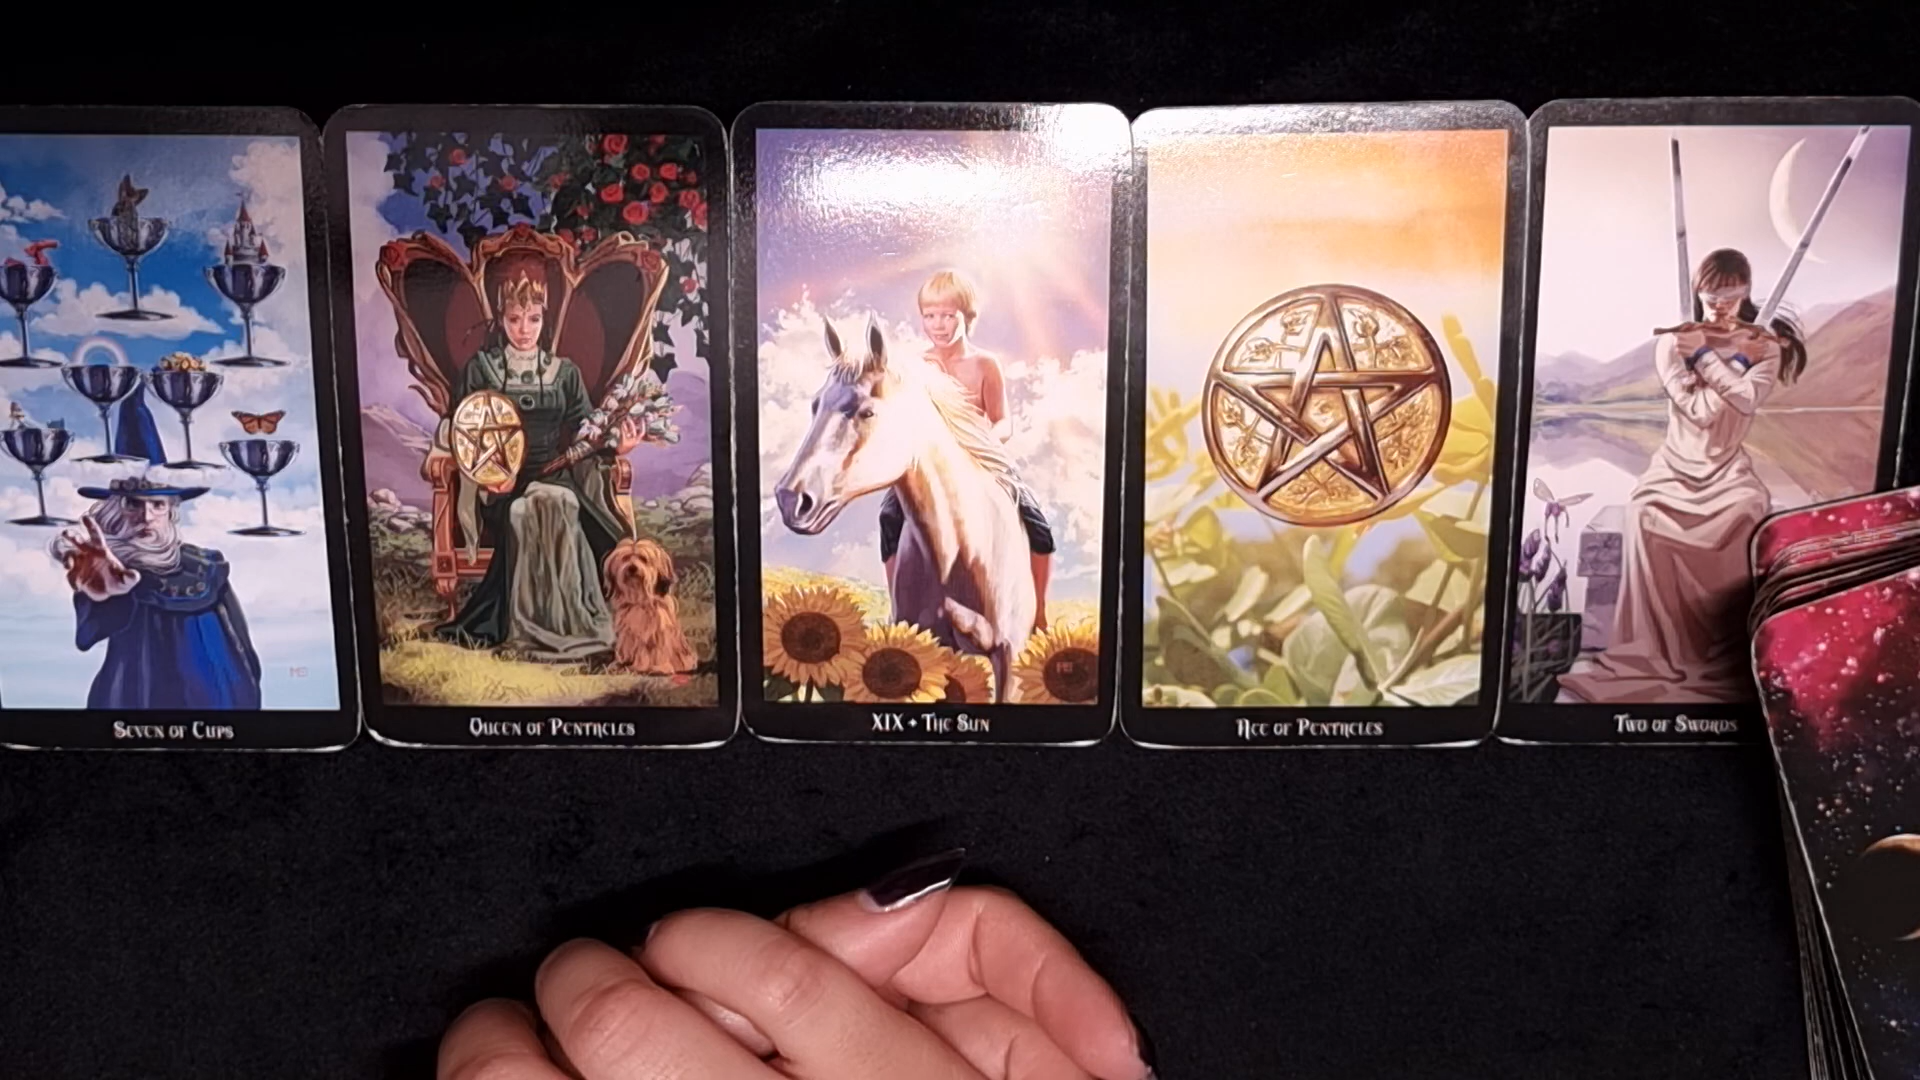 SEVEN OF CUPS
QUEEN OF PENTACLES
XIX • THE SUN
ACE OF PENTACLES
TWO OF SWORDS